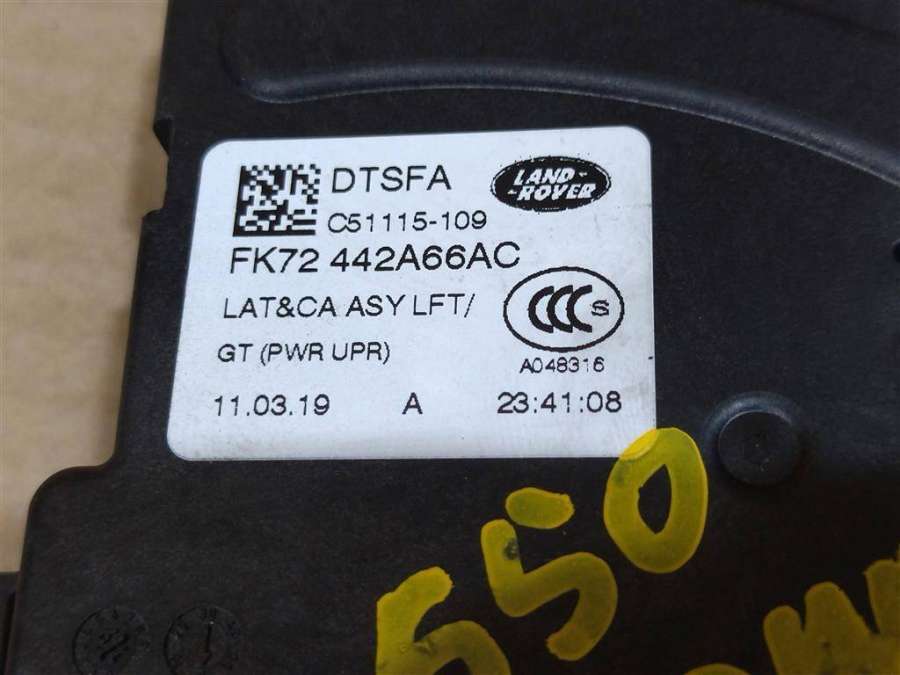 DTSFA
LAND-
-ROVER
C51115-109
FK72 442A66AC
LAT&CA ASY LFT/
GT (PWR UPR)
CCC S
A048316
11.03.19 A 23:41:08
550